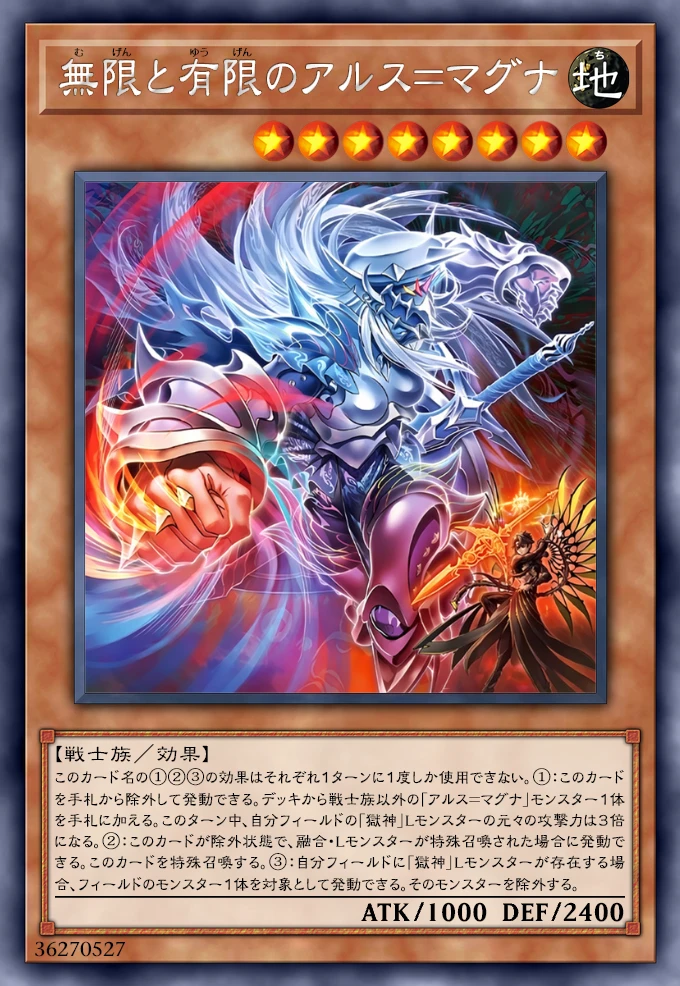 むげん ゆうげん
無限と有限のアルス=マグナ
ち
地
【戦士族／効果】
このカード名の①②③の効果はそれぞれ1ターンに1度しか使用できない。①：このカード
を手札から除外して発動できる。デッキから戦士族以外の「アルス=マグナ」モンスター1体
を手札に加える。このターン中、自分フィールドの「獄神」Lモンスターの元々の攻撃力は3倍
になる。②：このカードが除外状態で、融合・Lモンスターが特殊召喚された場合に発動で
きる。このカードを特殊召喚する。③：自分フィールドに「獄神」Lモンスターが存在する場
合、フィールドのモンスター1体を対象として発動できる。そのモンスターを除外する。
ATK/1000 DEF/2400
36270527